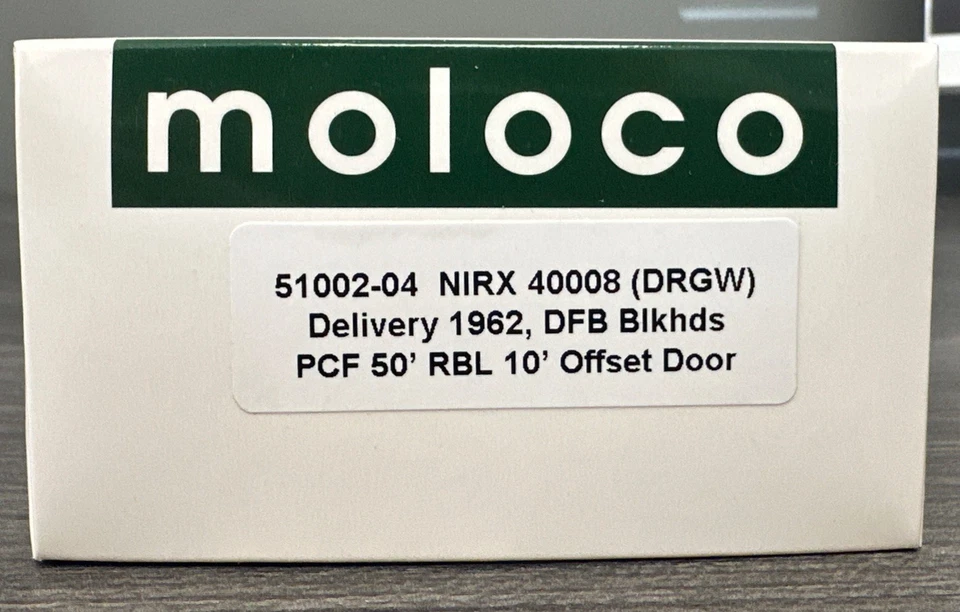 moloco
51002-04 NIRX 40008 (DRGW)
Delivery 1962, DFB Blkhds
PCF 50’ RBL 10’ Offset Door